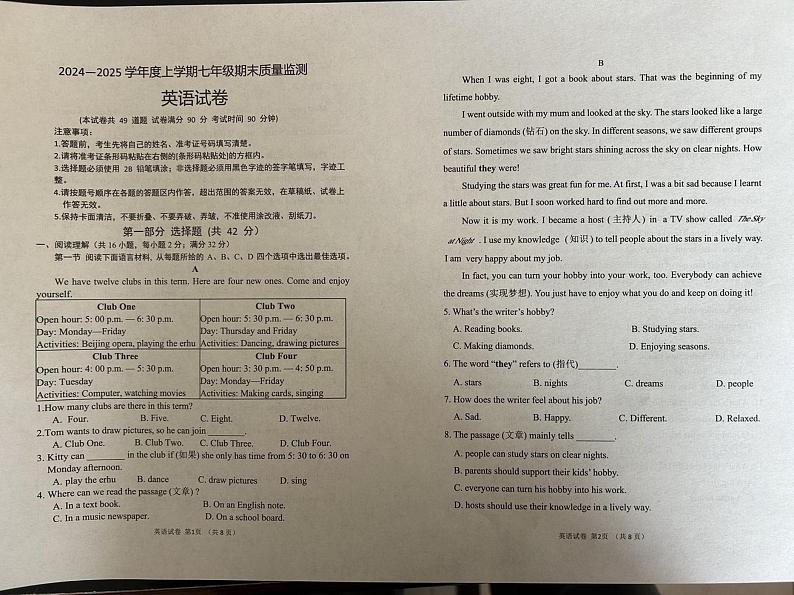 2024—2025 学年度上学期七年级期末质量监测
英语试卷
(本试卷共 49 道题 试卷满分 90 分 考试时间 90 分钟)
注意事项:
1.答题前，考生先将自己的姓名、准考证号码填写清楚。
2.请将准考证条形码粘贴在右侧的[条形码粘贴处]的方框内。
3.选择题必须使用 2B 铅笔填涂；非选择题必须用黑色字迹的签字笔填写，字迹工
整。
4.请按题号顺序在各题的答题区内作答，超出范围的答案无效，在草稿纸、试卷上
作答无效。
5.保持卡面清洁，不要折叠、不要弄破、弄皱，不准使用涂改液、刮纸刀。
第一部分 选择题 (共 42 分)
一、阅读理解（共 16 小题，每小题 2 分；满分 32 分）
第一节 阅读下面语言材料, 从每题所给的 A、B、C、D 四个选项中选出最佳选项。
A
We have twelve clubs in this term. Here are four new ones. Come and enjoy
yourself.
Club One
Open hour: 5: 00 p.m. — 6: 30 p.m.
Day: Monday—Friday
Activities: Beijing opera, playing the erhu
Club Two
Open hour: 5: 30 p.m. — 6: 30 p.m.
Day: Thursday and Friday
Activities: Dancing, drawing pictures
Club Three
Open hour: 4: 00 p.m. — 5: 30 p.m.
Day: Tuesday
Activities: Computer, watching movies
Club Four
Open hour: 3: 30 p.m. — 4: 50 p.m.
Day: Monday—Friday
Activities: Making cards, singing
1.How many clubs are there in this term?
A. Four. B. Five. C. Eight. D. Twelve.
2.Tom wants to draw pictures, so he can join________.
A. Club One. B. Club Two. C. Club Three. D. Club Four.
3. Kitty can ________ in the club if (如果) she only has time from 5: 30 to 6: 30 on
Monday afternoon.
A. play the erhu B. dance C. draw pictures D. sing
4. Where can we read the passage (文章) ?
A. In a text book. B. On an English note.
C. In a music newspaper. D. On a school board.
英语试卷 第1页 （共 8 页）
B
When I was eight, I got a book about stars. That was the beginning of my
lifetime hobby.
I went outside with my mum and looked at the sky. The stars looked like a large
number of diamonds (钻石) on the sky. In different seasons, we saw different groups
of stars. Sometimes we saw bright stars shining across the sky on clear nights. How
beautiful they were!
Studying the stars was great fun for me. At first, I was a bit sad because I learnt
a little about stars. But I soon worked hard to find out more and more.
Now it is my work. I became a host (主持人) in a TV show called The Sky
at Night . I use my knowledge (知识) to tell people about the stars in a lively way.
I am very happy about my job.
In fact, you can turn your hobby into your work, too. Everybody can achieve
the dreams (实现梦想). You just have to enjoy what you do and keep on doing it!
5. What's the writer's hobby?
A. Reading books. B. Studying stars.
C. Making diamonds. D. Enjoying seasons.
6. The word "they" refers to (指代)________.
A. stars B. nights C. dreams D. people
7. How does the writer feel about his job?
A. Sad. B. Happy. C. Different. D. Relaxed.
8. The passage (文章) mainly tells ________.
A. people can study stars on clear nights.
B. parents should support their kids' hobby.
C. everyone can turn his hobby into his work.
D. hosts should use their knowledge in a lively way.
英语试卷 第2页 （共 8 页）